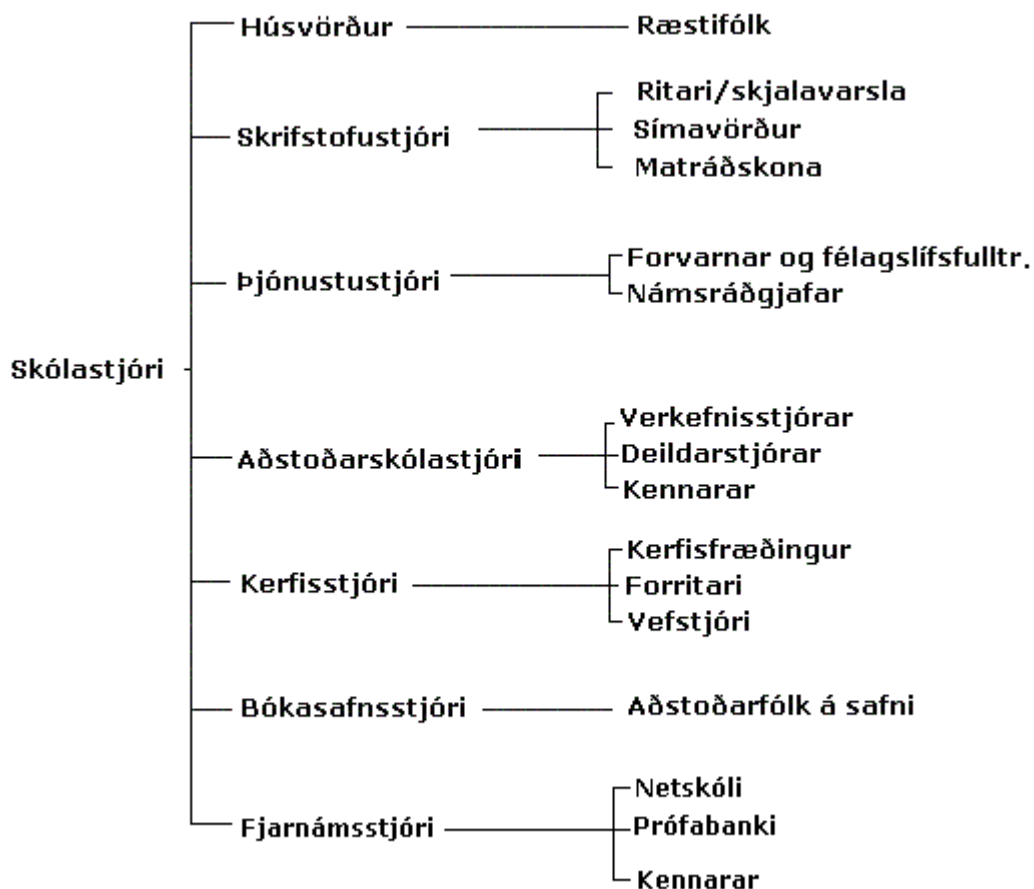 Skólastjóri
Húsvörður
Ræstifólk
Skrifstofustjóri
Ritari/skjalavarsla
Símavörður
Matráðskona
Þjónustustjóri
Forvarnar og félagslífsfulltr.
Námsráðgjafar
Aðstoðarskólastjóri
Verkefnisstjórar
Deildarstjórar
Kennarar
Kerfisstjóri
Kerfisfræðingur
Forritari
Vefstjóri
Bókasafnsstjóri
Aðstoðarfólk á safni
Fjarnámsstjóri
Netskóli
Prófabanki
Kennarar